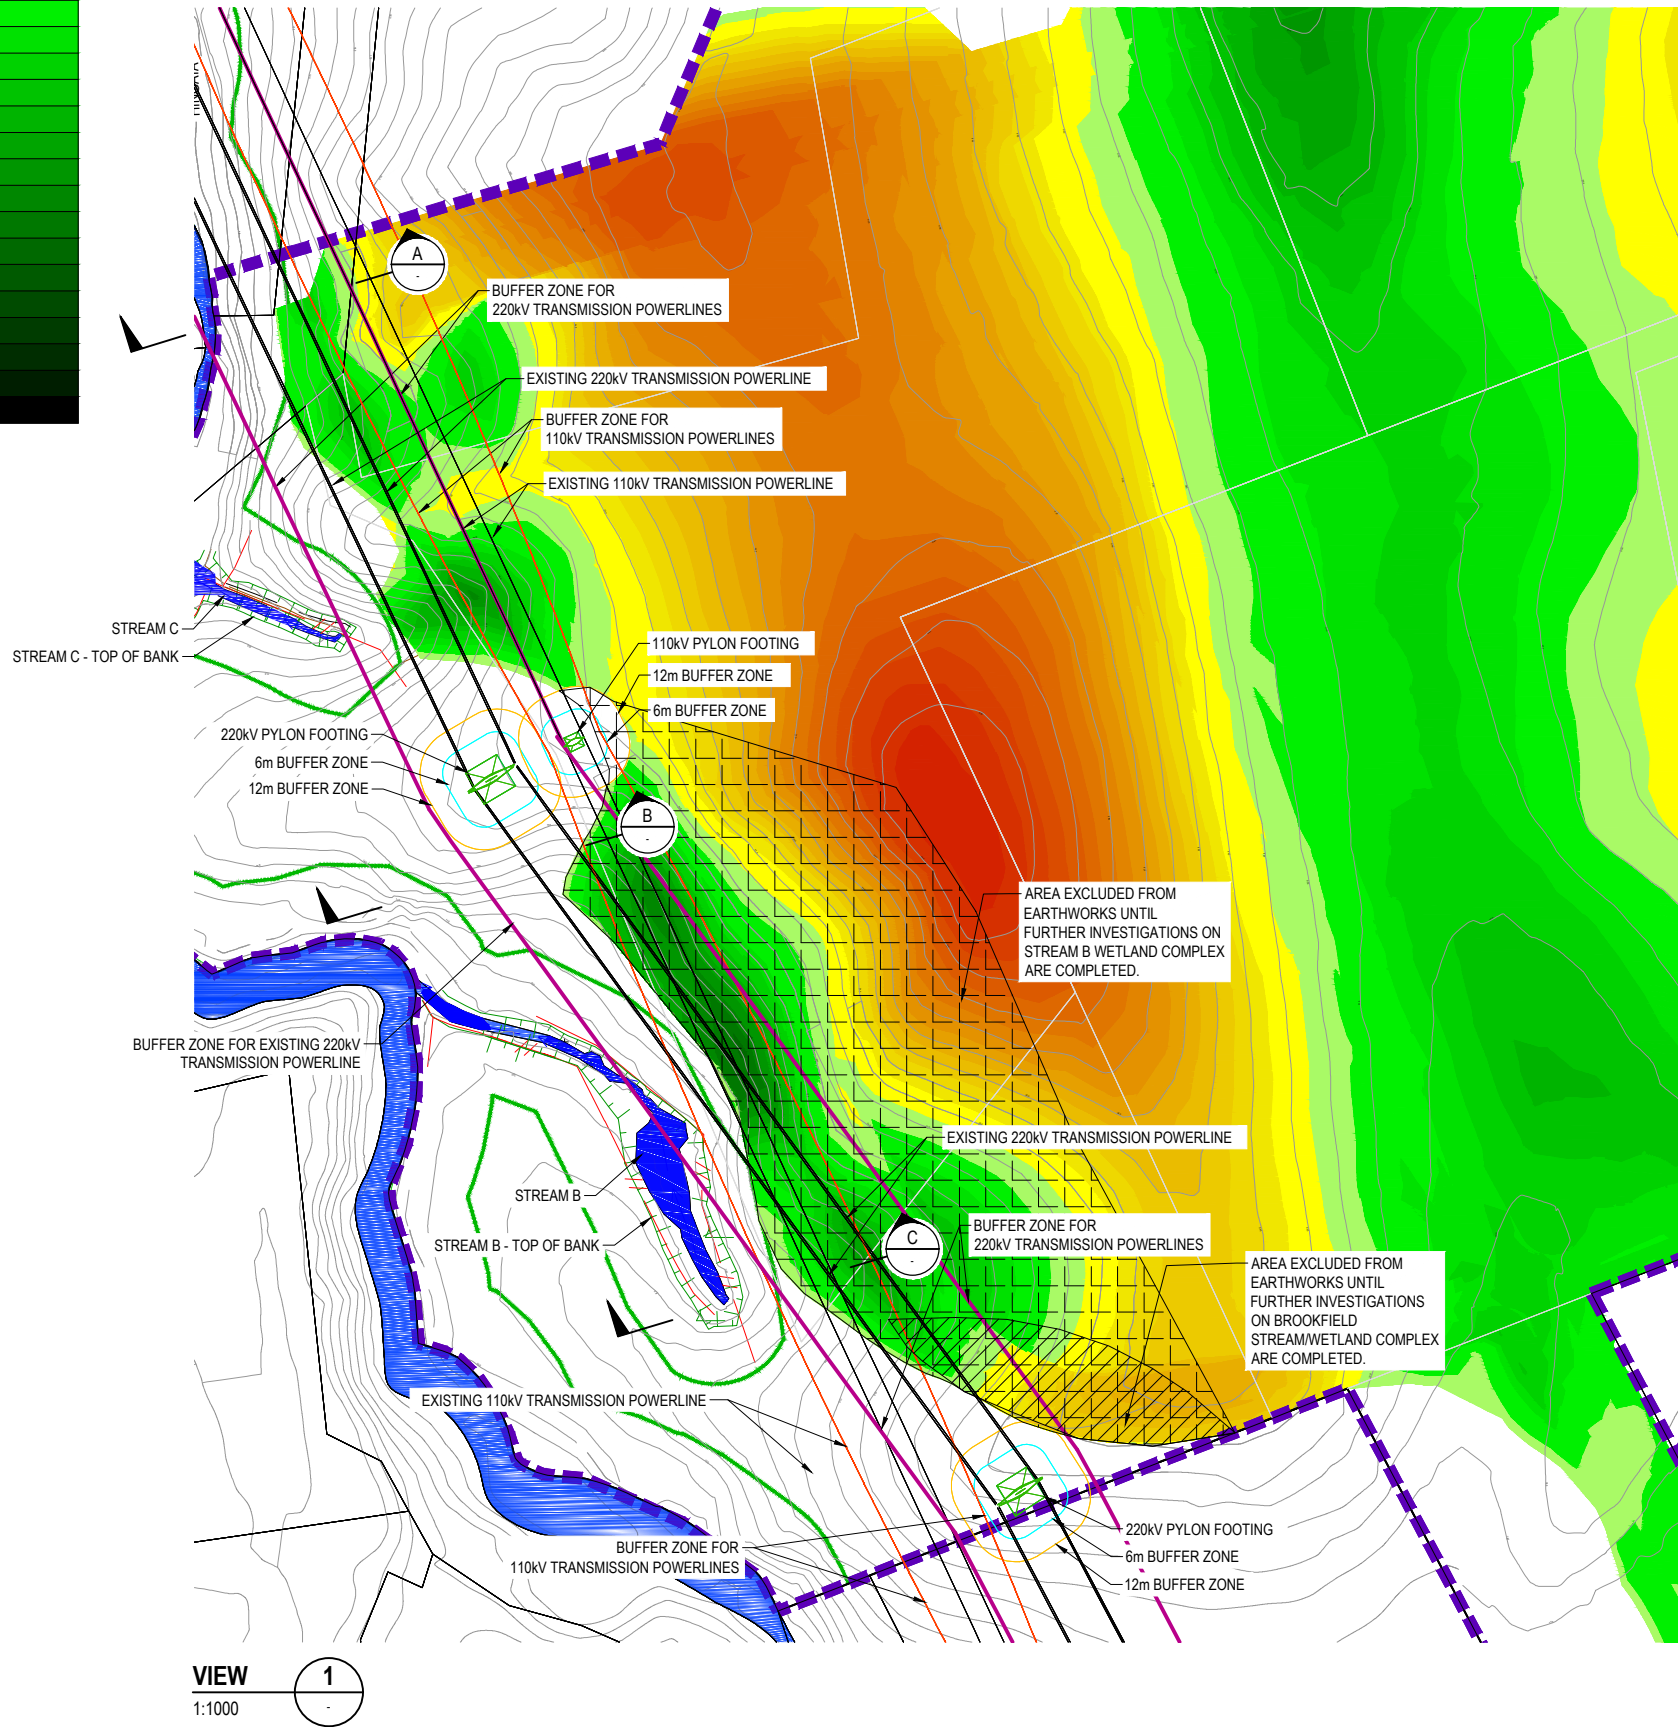 A
-
BUFFER ZONE FOR
220kV TRANSMISSION POWERLINES
EXISTING 220kV TRANSMISSION POWERLINE
BUFFER ZONE FOR
110kV TRANSMISSION POWERLINES
EXISTING 110kV TRANSMISSION POWERLINE
STREAM C
STREAM C - TOP OF BANK
110kV PYLON FOOTING
12m BUFFER ZONE
6m BUFFER ZONE
220kV PYLON FOOTING
6m BUFFER ZONE
12m BUFFER ZONE
B
-
AREA EXCLUDED FROM
EARTHWORKS UNTIL
FURTHER INVESTIGATIONS ON
STREAM B WETLAND COMPLEX
ARE COMPLETED.
BUFFER ZONE FOR EXISTING 220kV
TRANSMISSION POWERLINE
EXISTING 220kV TRANSMISSION POWERLINE
STREAM B
STREAM B - TOP OF BANK
C
-
BUFFER ZONE FOR
220kV TRANSMISSION POWERLINES
AREA EXCLUDED FROM
EARTHWORKS UNTIL
FURTHER INVESTIGATIONS
ON BROOKFIELD
STREAM/WETLAND COMPLEX
ARE COMPLETED.
EXISTING 110kV TRANSMISSION POWERLINE
BUFFER ZONE FOR
110kV TRANSMISSION POWERLINES
220kV PYLON FOOTING
6m BUFFER ZONE
12m BUFFER ZONE
VIEW
1:1000
1
-